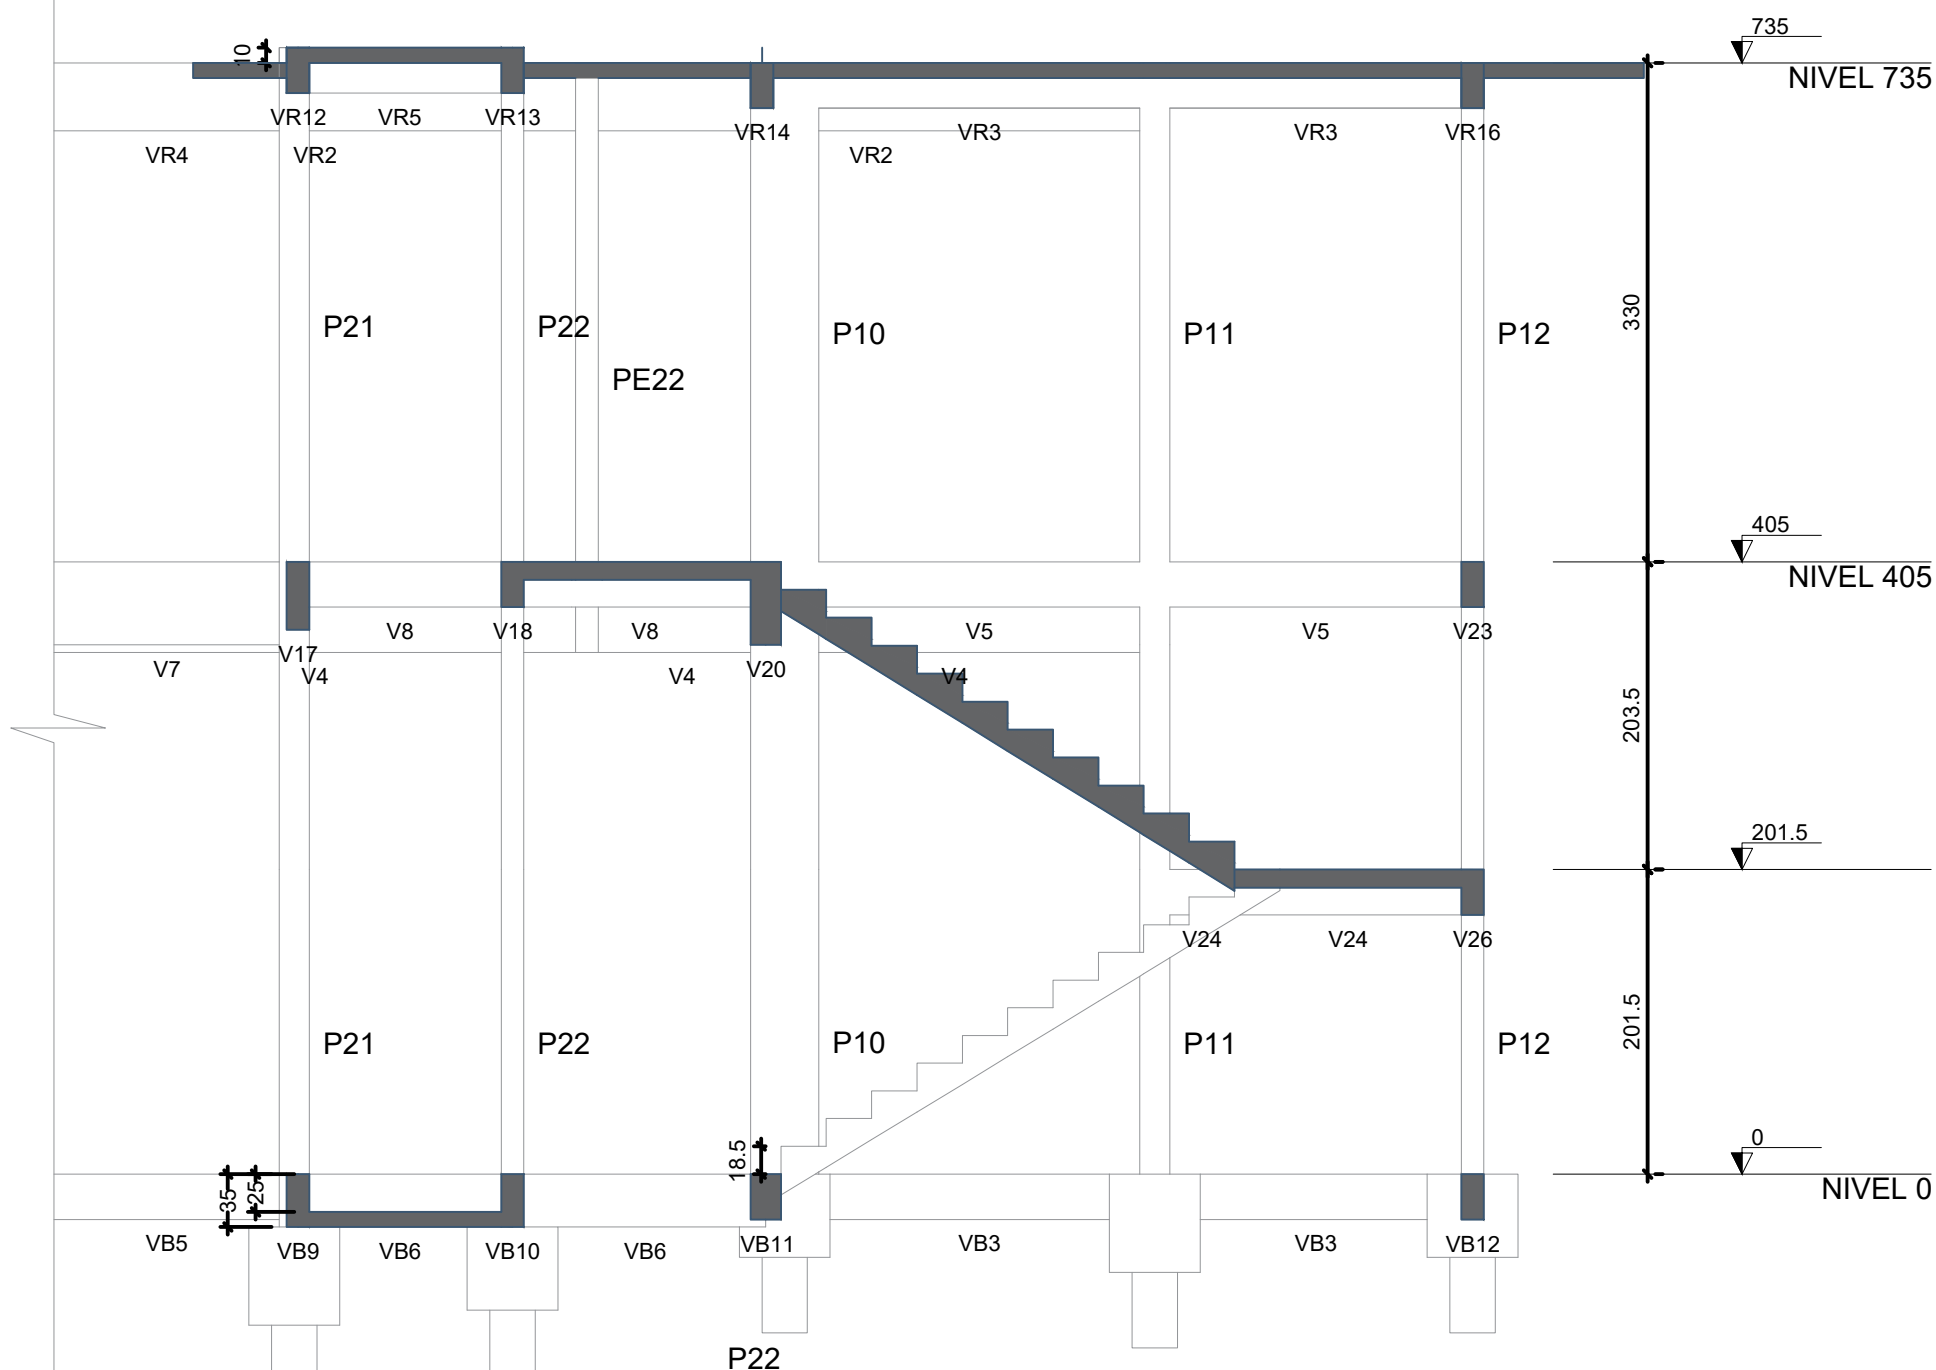 735
10
NIVEL 735
VR12
VR5
VR13
VR14
VR3
VR3
VR16
VR4
VR2
VR2
330
P21
P22
P10
P11
P12
PE22
405
NIVEL 405
V8
V18
V8
V5
V5
V23
V17
V7
V4
V4
V20
V4
203.5
201.5
V24
V24
V26
201.5
P21
P22
P10
P11
P12
0
18.5
35
25
NIVEL 0
VB5
VB9
VB6
VB10
VB6
VB11
VB3
VB3
VB12
P22